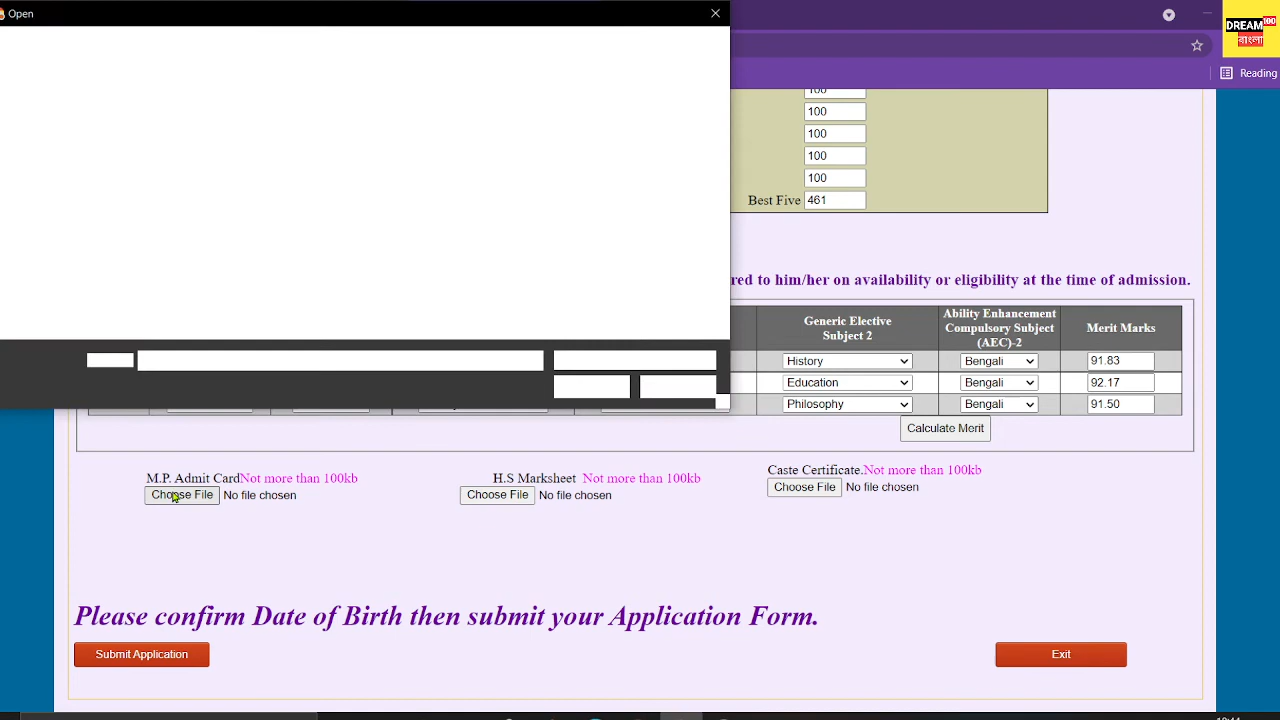 Open
DREAM 100
বাংলা
Reading
100
100
100
100
100
Best Five 461
red to him/her on availability or eligibility at the time of admission.
Generic Elective
Subject 2
Ability Enhancement
Compulsory Subject
(AEC)-2
Merit Marks
History Bengali 91.83
Education Bengali 92.17
Philosophy Bengali 91.50
Calculate Merit
M.P. Admit CardNot more than 100kb
Choose File No file chosen
H.S Marksheet Not more than 100kb
Choose File No file chosen
Caste Certificate.Not more than 100kb
Choose File No file chosen
Please confirm Date of Birth then submit your Application Form.
Submit Application
Exit